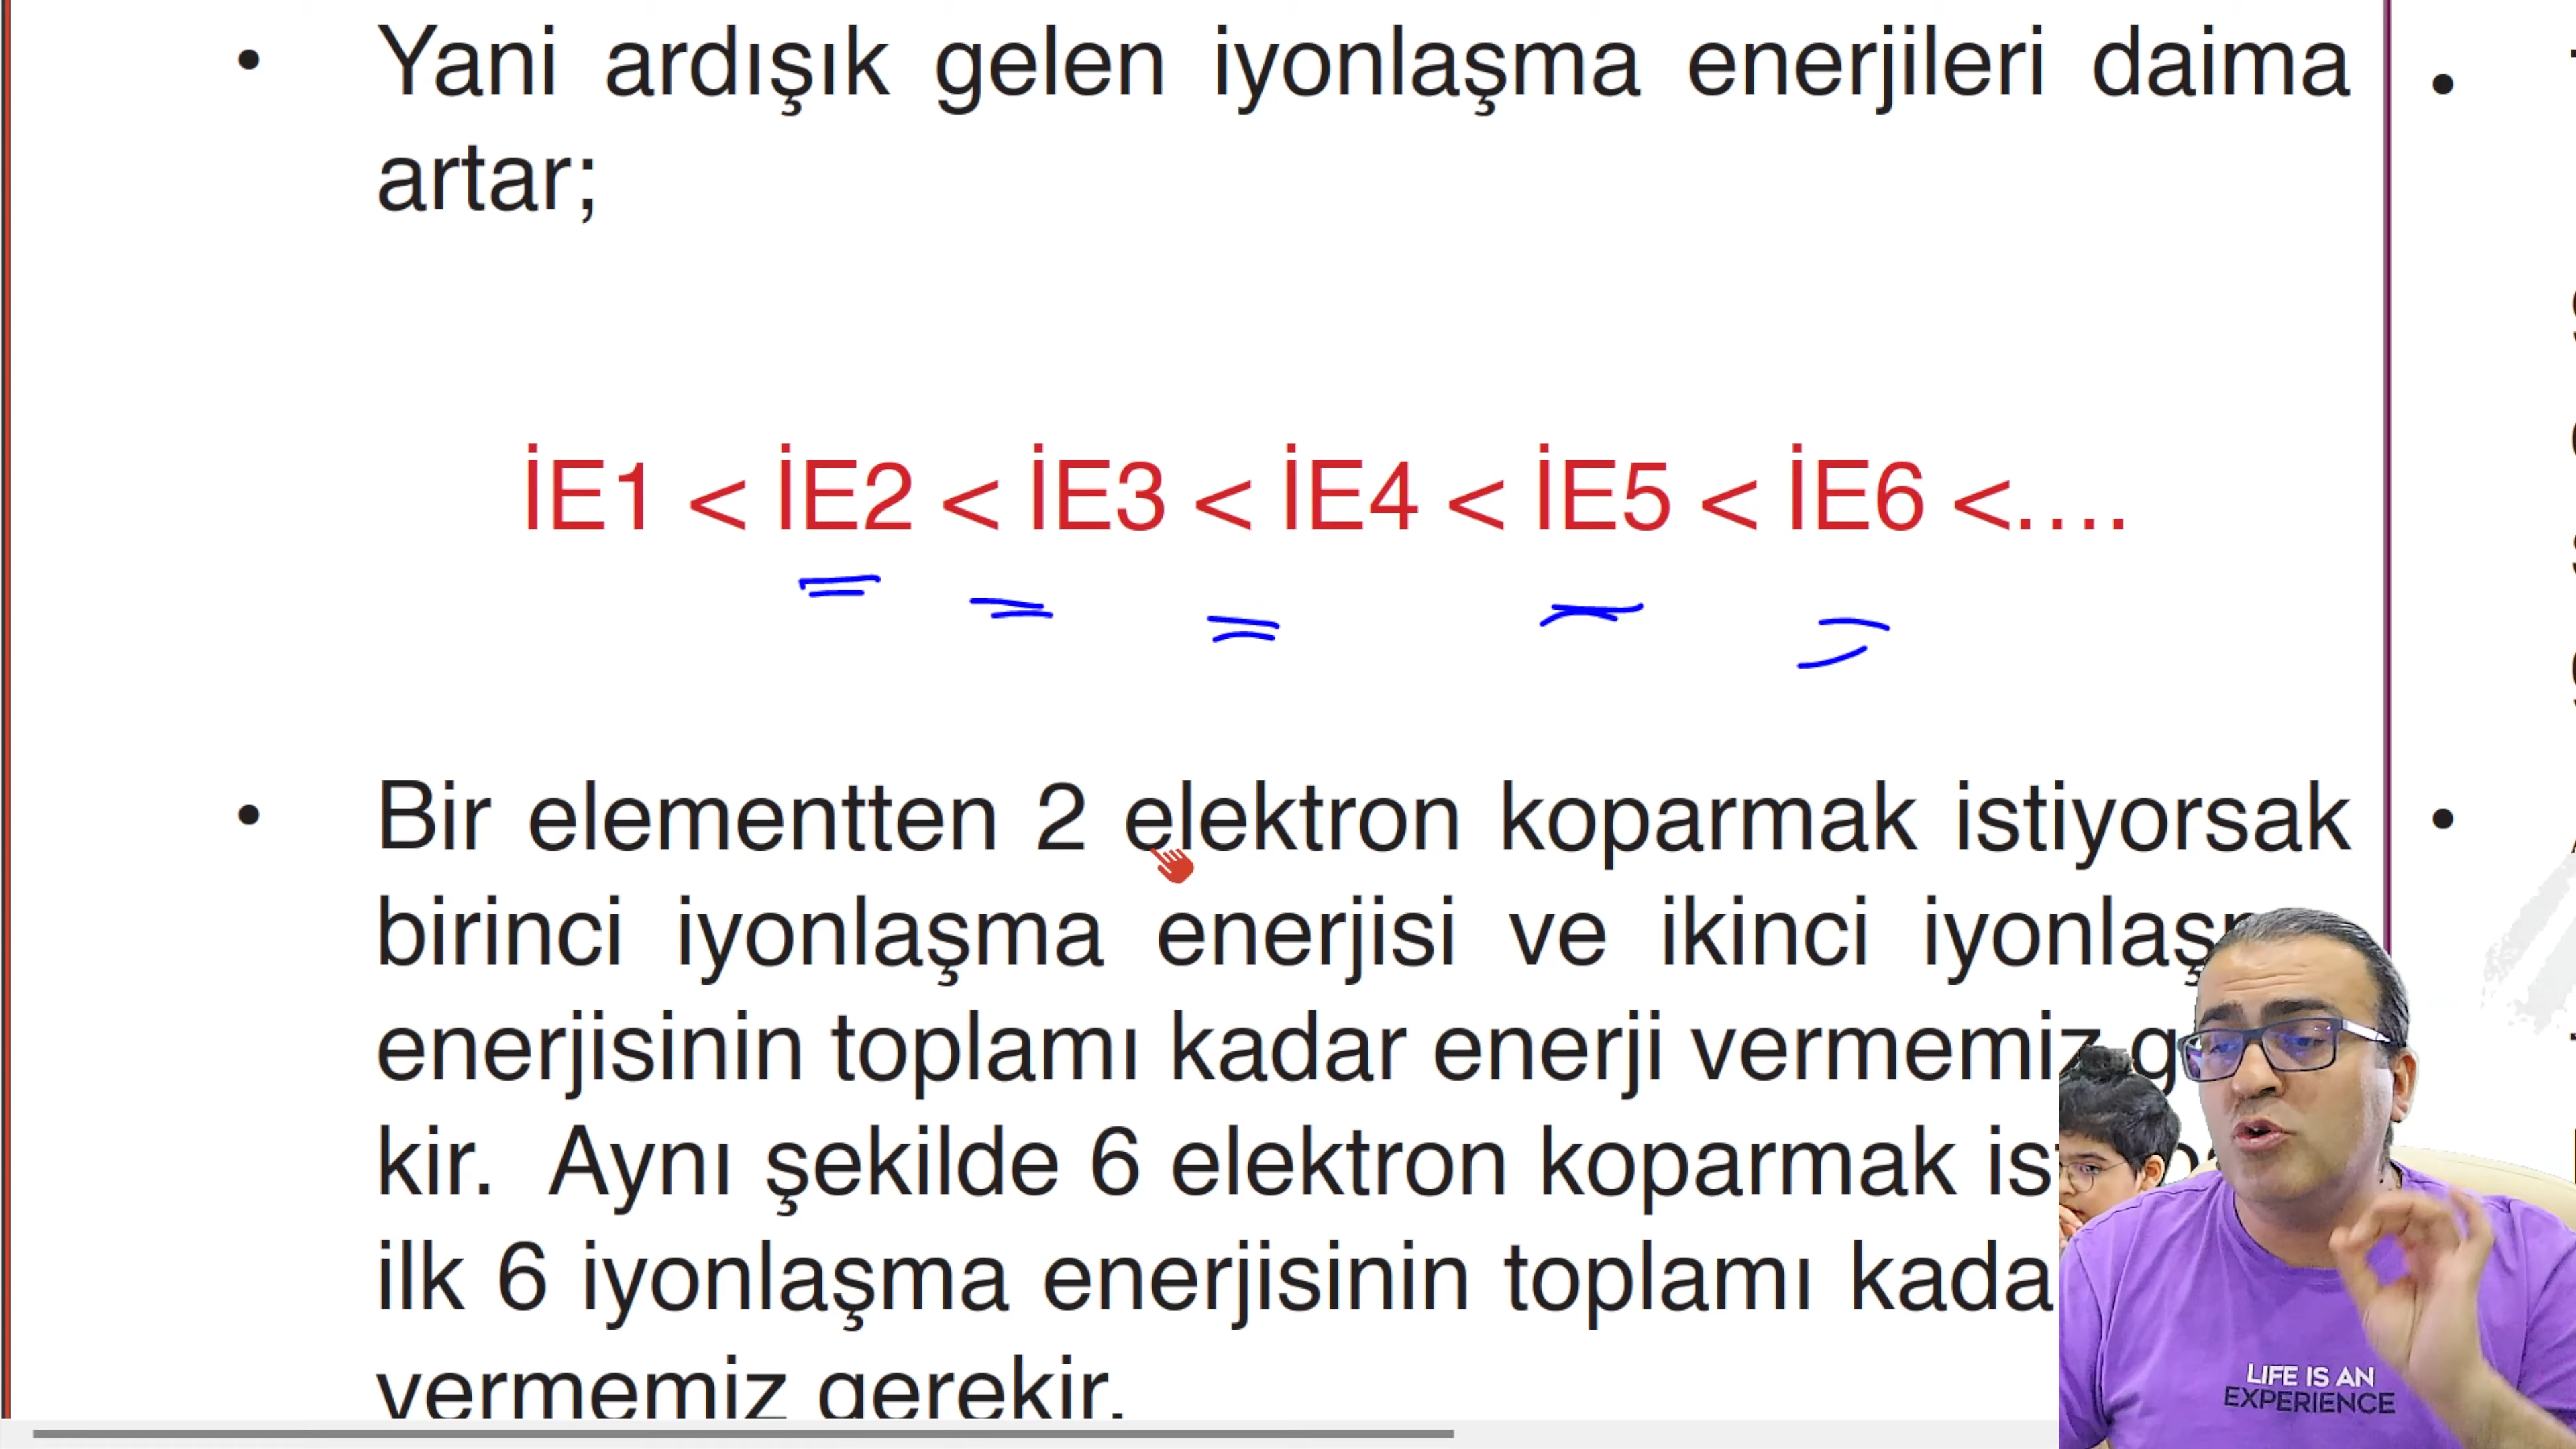 • Yani ardışık gelen iyonlaşma enerjileri daima
artar;
İE1 < İE2 < İE3 < İE4 < İE5 < İE6 <....
• Bir elementten 2 elektron koparmak istiyorsak
birinci iyonlaşma enerjisi ve ikinci
enerjisinin toplamı kadar enerji vermemiz
kir. Aynı şekilde 6 elektron koparmak
ilk 6 iyonlaşma enerjisinin toplamı
vermemiz gerekir.
LIFE IS AN
EXPERIENCE